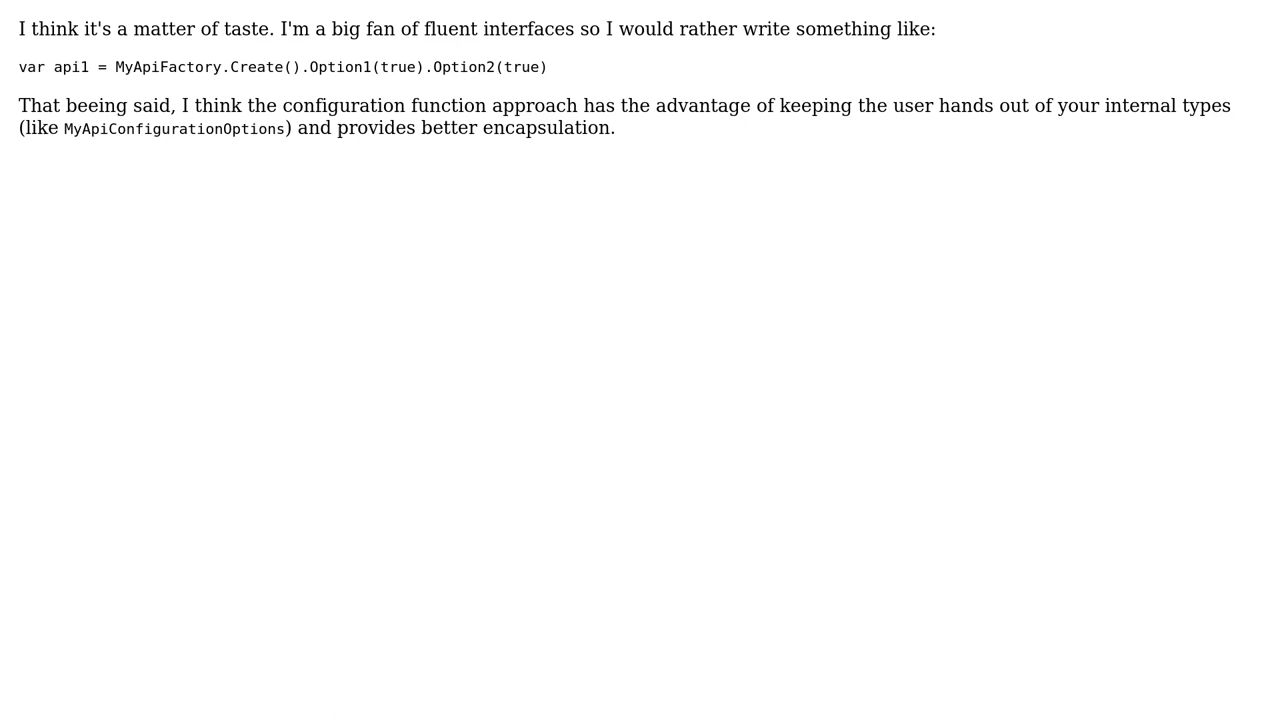 I think it's a matter of taste. I'm a big fan of fluent interfaces so I would rather write something like:
var api1 = MyApiFactory.Create().Option1(true).Option2(true)
That beeing said, I think the configuration function approach has the advantage of keeping the user hands out of your internal types
(like MyApiConfigurationOptions) and provides better encapsulation.